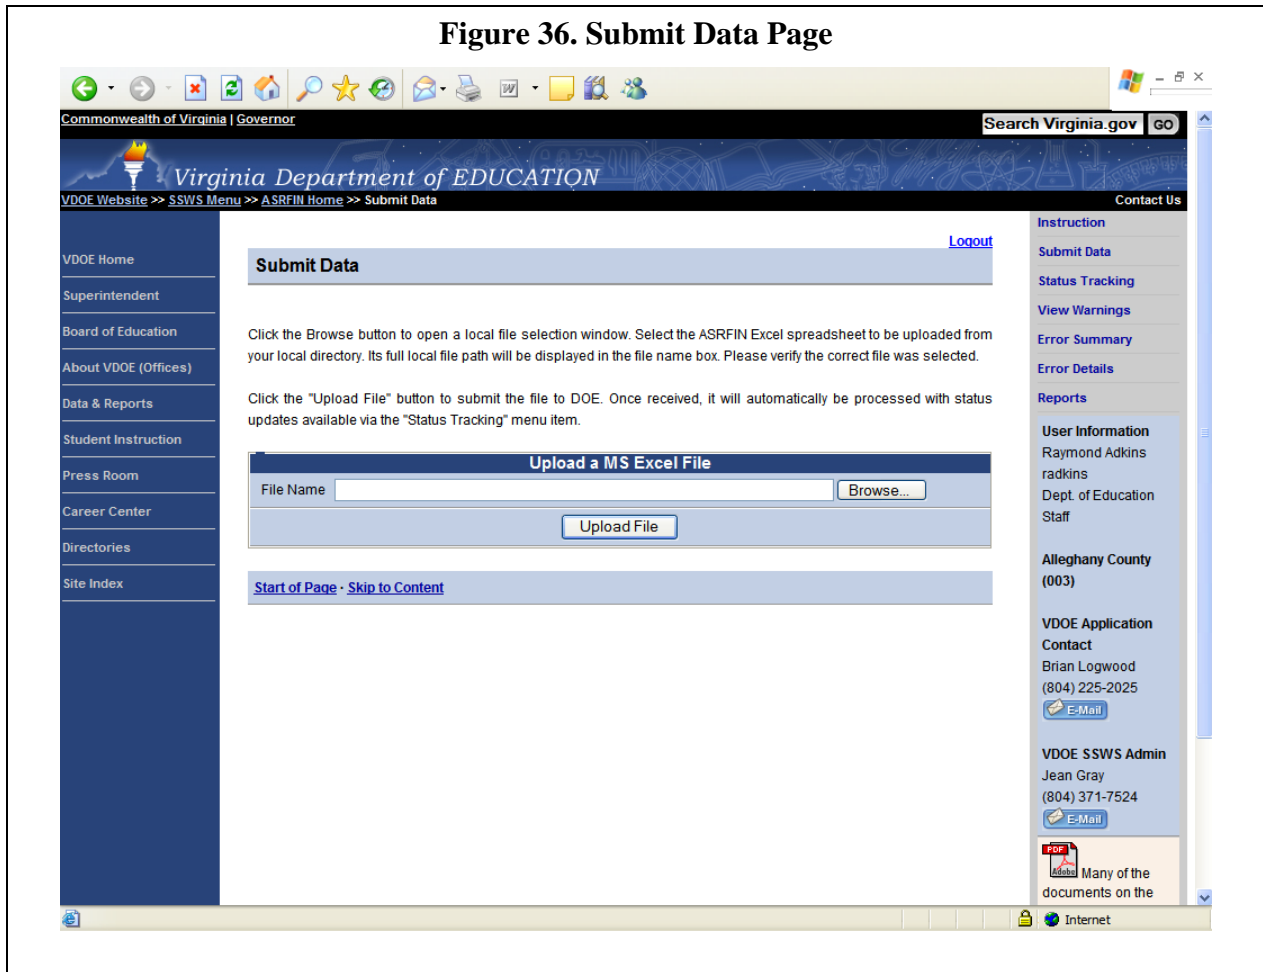 Figure 36. Submit Data Page
Commonwealth of Virginia | Governor
Search Virginia.gov GO
Virginia Department of EDUCATION
VDOE Website >> SSWS Menu >> ASRFIN Home >> Submit Data
Contact Us
VDOE Home
Superintendent
Board of Education
About VDOE (Offices)
Data & Reports
Student Instruction
Press Room
Career Center
Directories
Site Index
Logout
Submit Data
Click the Browse button to open a local file selection window. Select the ASRFIN Excel spreadsheet to be uploaded from
your local directory. Its full local file path will be displayed in the file name box. Please verify the correct file was selected.
Click the "Upload File" button to submit the file to DOE. Once received, it will automatically be processed with status
updates available via the "Status Tracking" menu item.
Upload a MS Excel File
File Name
Browse...
Upload File
Start of Page · Skip to Content
Instruction
Submit Data
Status Tracking
View Warnings
Error Summary
Error Details
Reports
User Information
Raymond Adkins
radkins
Dept. of Education
Staff
Alleghany County
(003)
VDOE Application
Contact
Brian Logwood
(804) 225-2025
E-Mail
VDOE SSWS Admin
Jean Gray
(804) 371-7524
E-Mail
PDF
Adobe
Many of the
documents on the
Internet